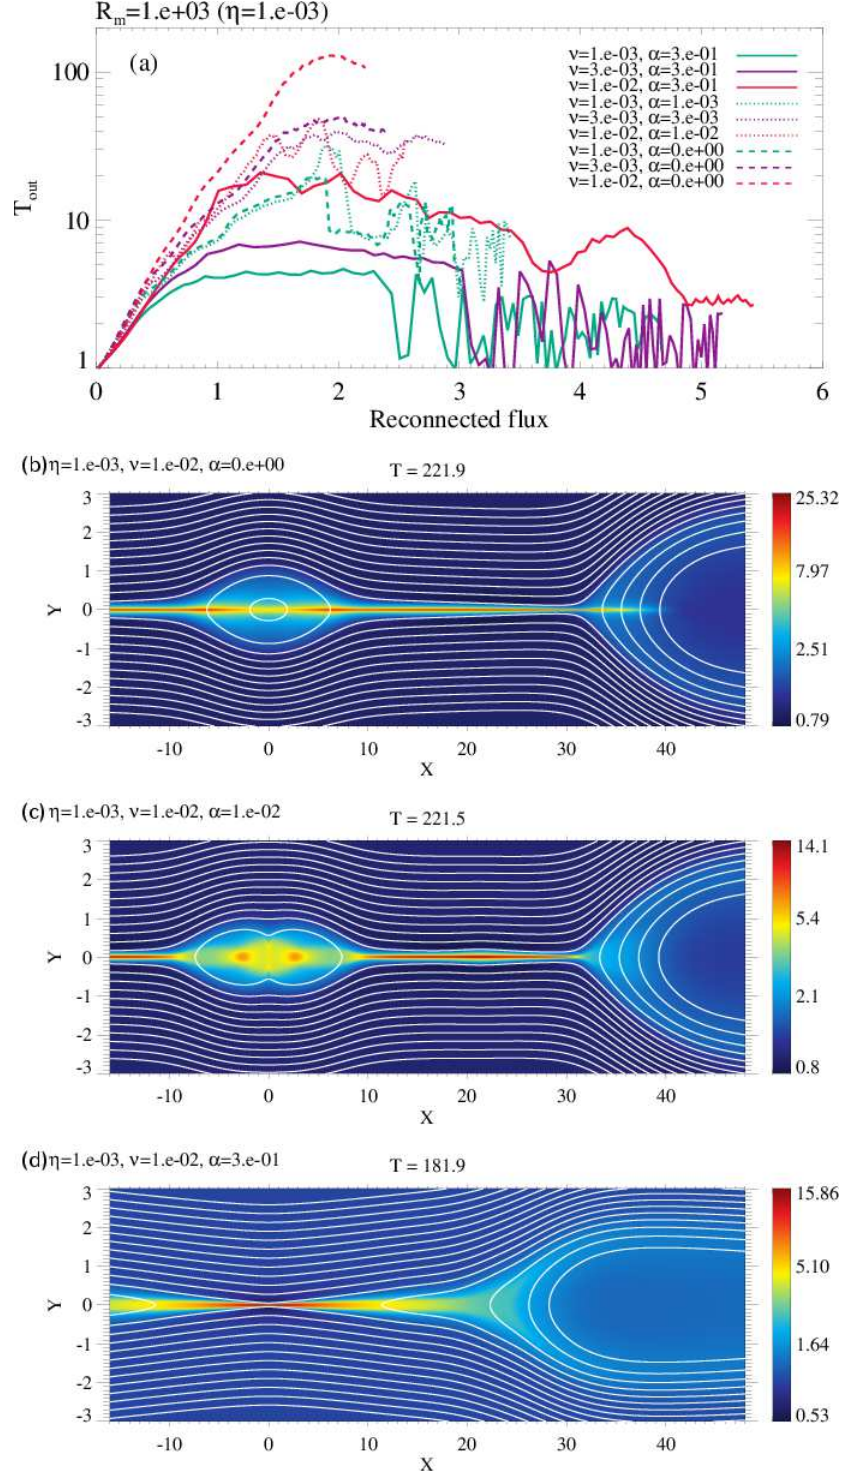 R_m=1.e+03 (η=1.e-03)
(a)
ν=1.e-03, α=3.e-01
ν=3.e-03, α=3.e-01
ν=1.e-02, α=3.e-01
ν=1.e-03, α=1.e-03
ν=3.e-03, α=3.e-03
ν=1.e-02, α=1.e-02
ν=1.e-03, α=0.e+00
ν=3.e-03, α=0.e+00
ν=1.e-02, α=0.e+00
100
10
1
T_out
0 1 2 3 4 5 6
Reconnected flux
(b) η=1.e-03, ν=1.e-02, α=0.e+00
T = 221.9
3
2
1
0
-1
-2
-3
Y
-10 0 10 20 30 40
X
25.32
7.97
2.51
0.79
(c) η=1.e-03, ν=1.e-02, α=1.e-02
T = 221.5
3
2
1
0
-1
-2
-3
Y
-10 0 10 20 30 40
X
14.1
5.4
2.1
0.8
(d) η=1.e-03, ν=1.e-02, α=3.e-01
T = 181.9
3
2
1
0
-1
-2
-3
Y
-10 0 10 20 30 40
X
15.86
5.10
1.64
0.53